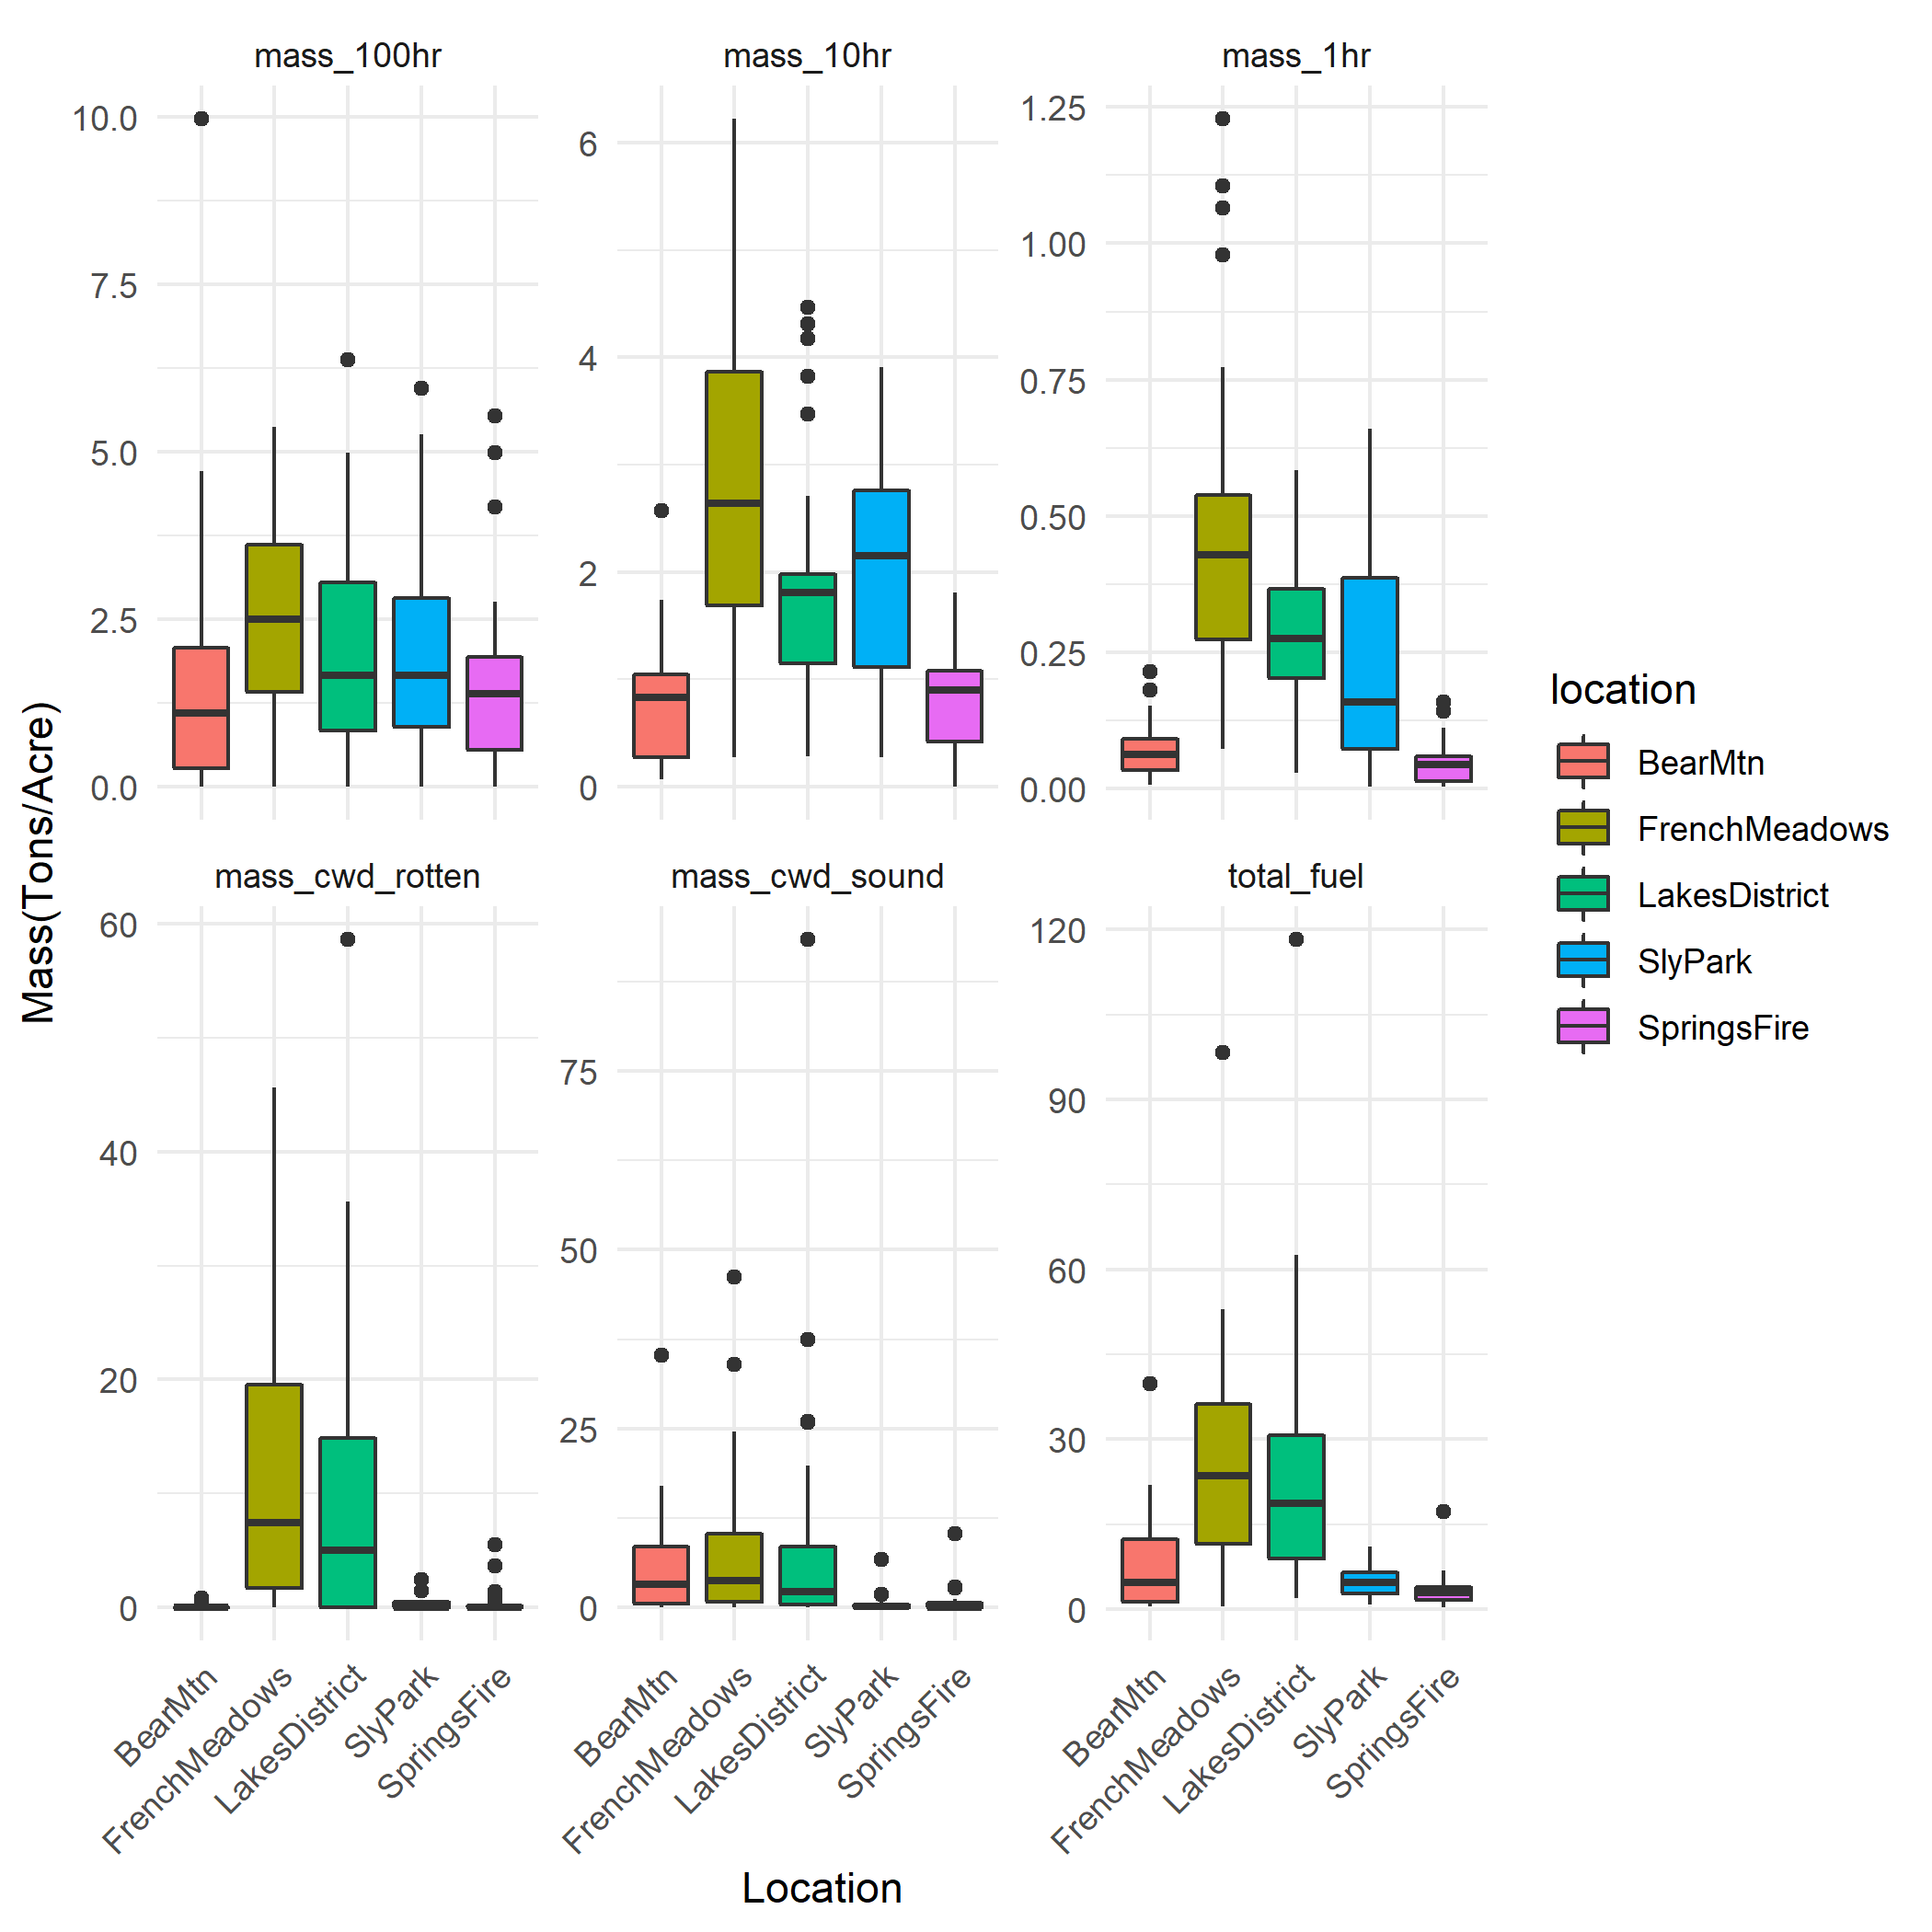 mass_100hr
mass_10hr
mass_1hr
10.0
7.5
5.0
2.5
0.0
6
4
2
0
1.25
1.00
0.75
0.50
0.25
0.00
mass_cwd_rotten
mass_cwd_sound
total_fuel
60
40
20
0
75
50
25
0
120
90
60
30
0
BearMtn
FrenchMeadows
LakesDistrict
SlyPark
SpringsFire
BearMtn
FrenchMeadows
LakesDistrict
SlyPark
SpringsFire
BearMtn
FrenchMeadows
LakesDistrict
SlyPark
SpringsFire
Location
Mass(Tons/Acre)
location
BearMtn
FrenchMeadows
LakesDistrict
SlyPark
SpringsFire